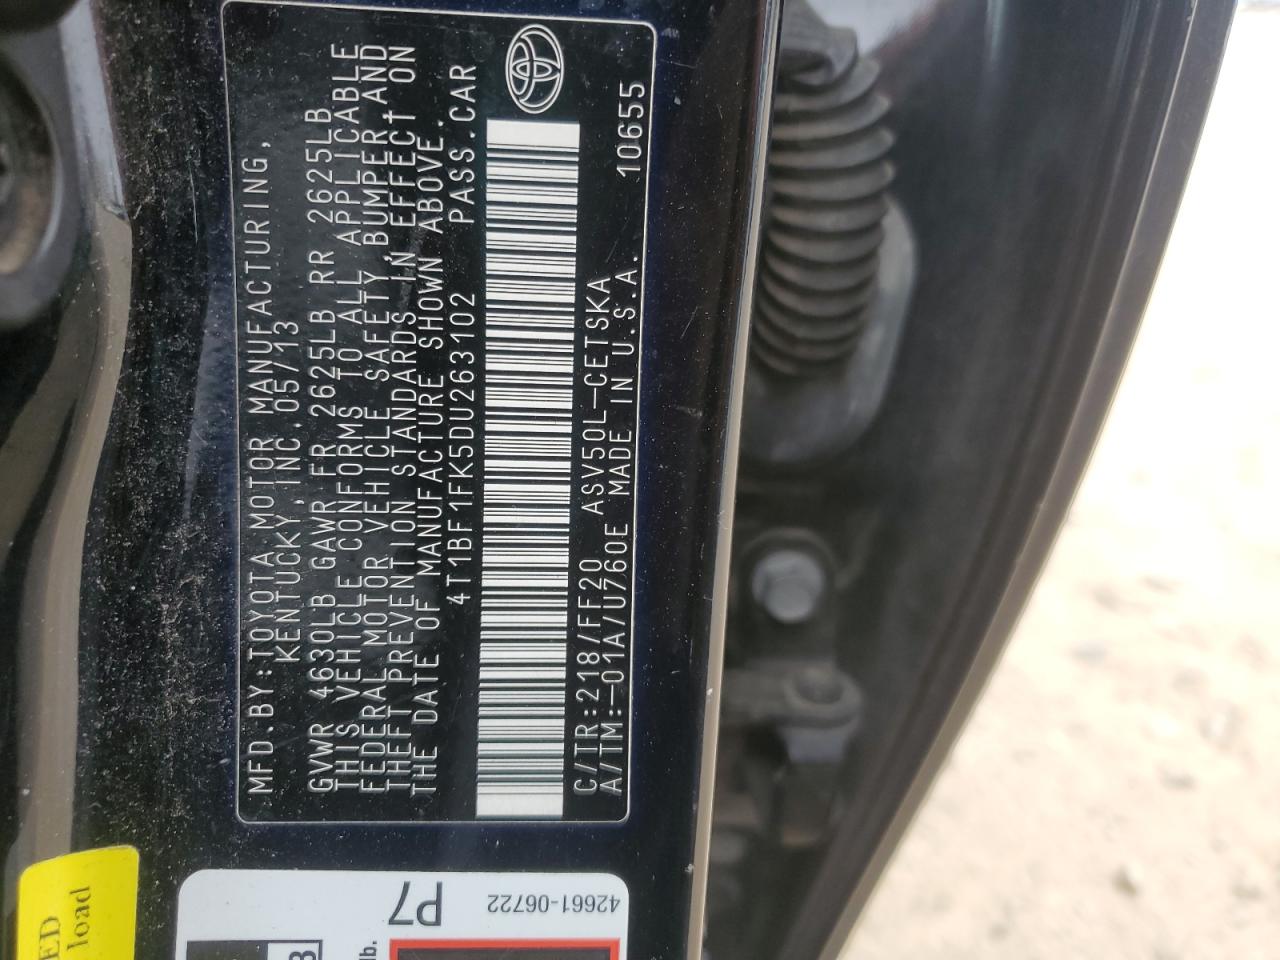 MFD.BY:TOYOTA MOTOR MANUFACTURING,
KENTUCKY,INC.05/13
GVWR 4630LB GAWR FR 2625LB RR 2625LB
THIS VEHICLE CONFORMS TO ALL APPLICABLE
FEDERAL MOTOR VEHICLE SAFETY,BUMPER,AND
THEFT PREVENTION STANDARDS IN EFFECT ON
THE DATE OF MANUFACTURE SHOWN ABOVE.
4T1BF1FK5DU263102 PASS.CAR
C/TR:218/FF20 ASV50L-CETSKA
A/TM:-01A/U760E MADE IN U.S.A. 10655
P7
42661-06722
lb.
load